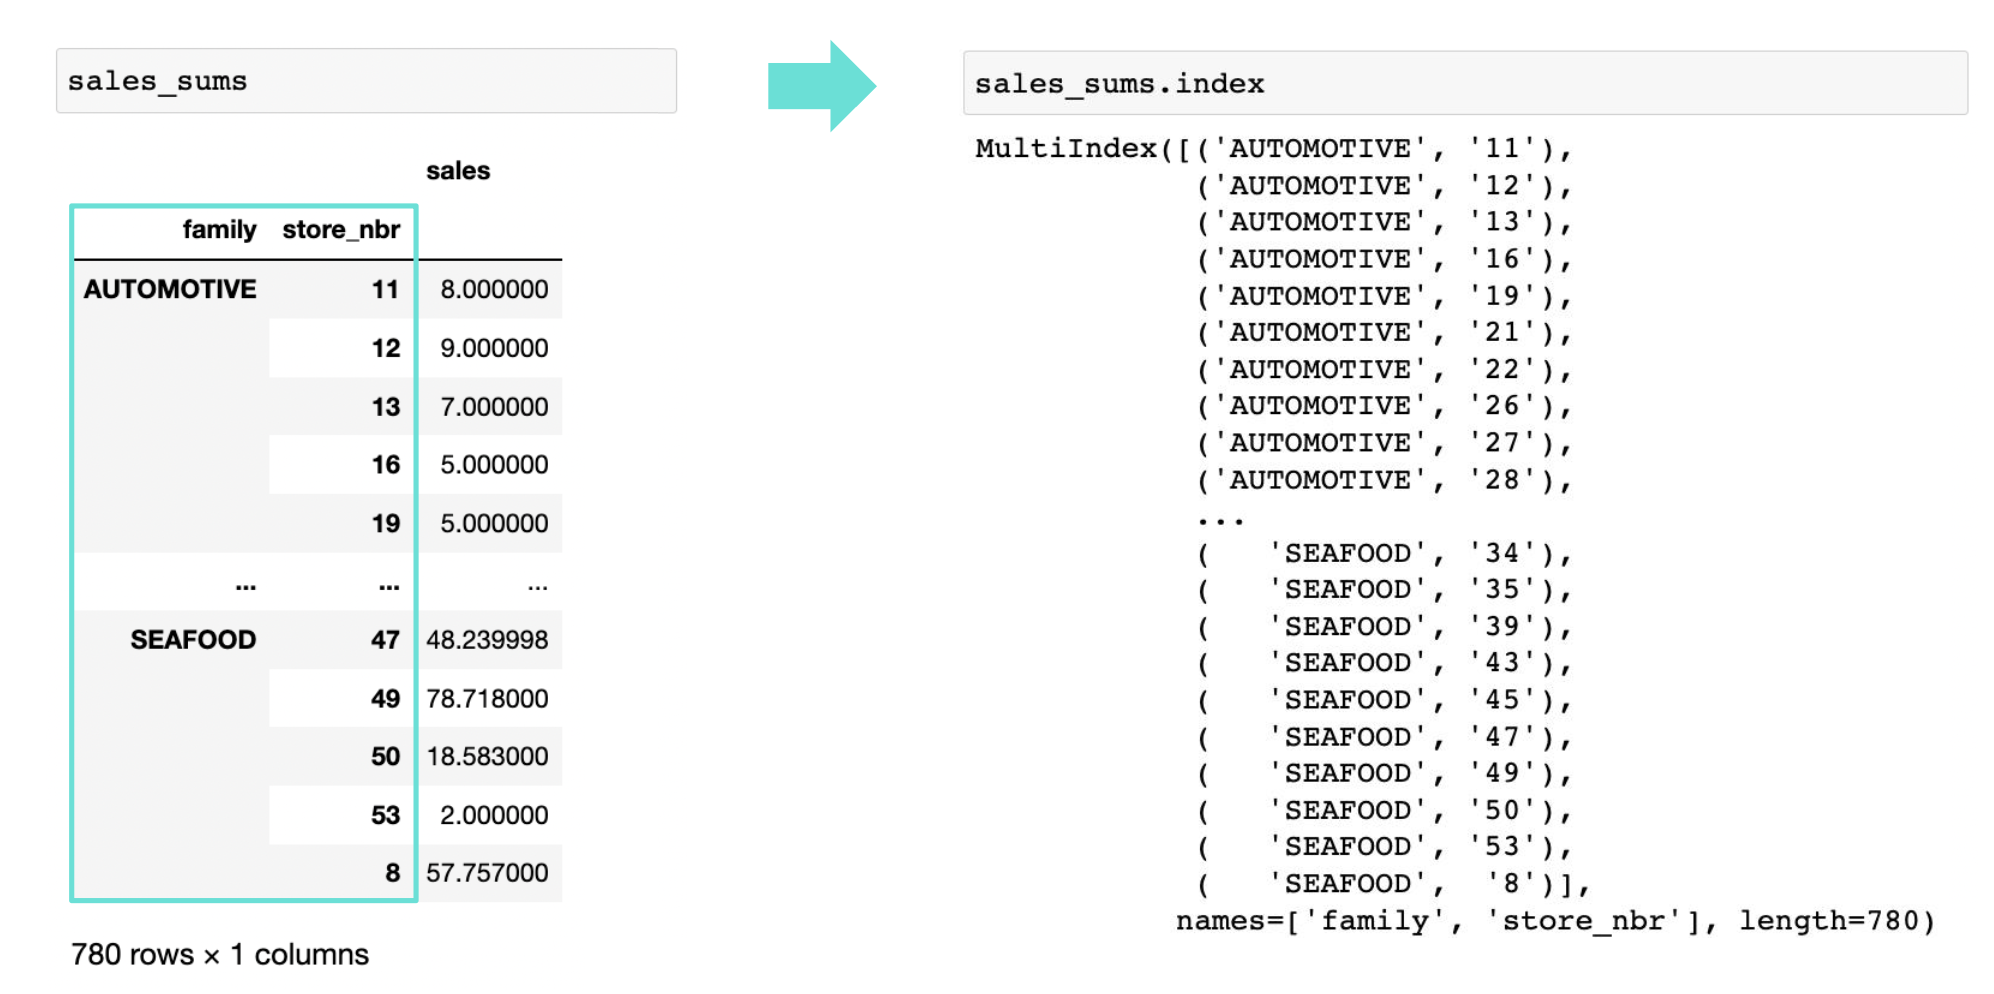 sales_sums
sales
family store_nbr
AUTOMOTIVE 11 8.000000
12 9.000000
13 7.000000
16 5.000000
19 5.000000
... ... ...
SEAFOOD 47 48.239998
49 78.718000
50 18.583000
53 2.000000
8 57.757000
780 rows × 1 columns
sales_sums.index
MultiIndex([('AUTOMOTIVE', '11'),
('AUTOMOTIVE', '12'),
('AUTOMOTIVE', '13'),
('AUTOMOTIVE', '16'),
('AUTOMOTIVE', '19'),
('AUTOMOTIVE', '21'),
('AUTOMOTIVE', '22'),
('AUTOMOTIVE', '26'),
('AUTOMOTIVE', '27'),
('AUTOMOTIVE', '28'),
...
(   'SEAFOOD', '34'),
(   'SEAFOOD', '35'),
(   'SEAFOOD', '39'),
(   'SEAFOOD', '43'),
(   'SEAFOOD', '45'),
(   'SEAFOOD', '47'),
(   'SEAFOOD', '49'),
(   'SEAFOOD', '50'),
(   'SEAFOOD', '53'),
(   'SEAFOOD',  '8')],
names=['family', 'store_nbr'], length=780)